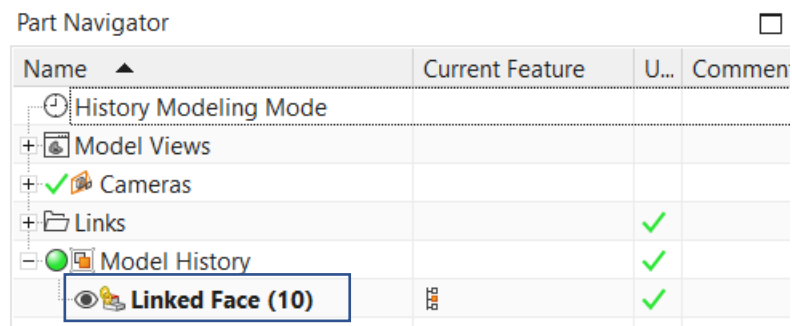 Part Navigator
Name Current Feature U... Comment
History Modeling Mode
Model Views
Cameras
Links
Model History
Linked Face (10)